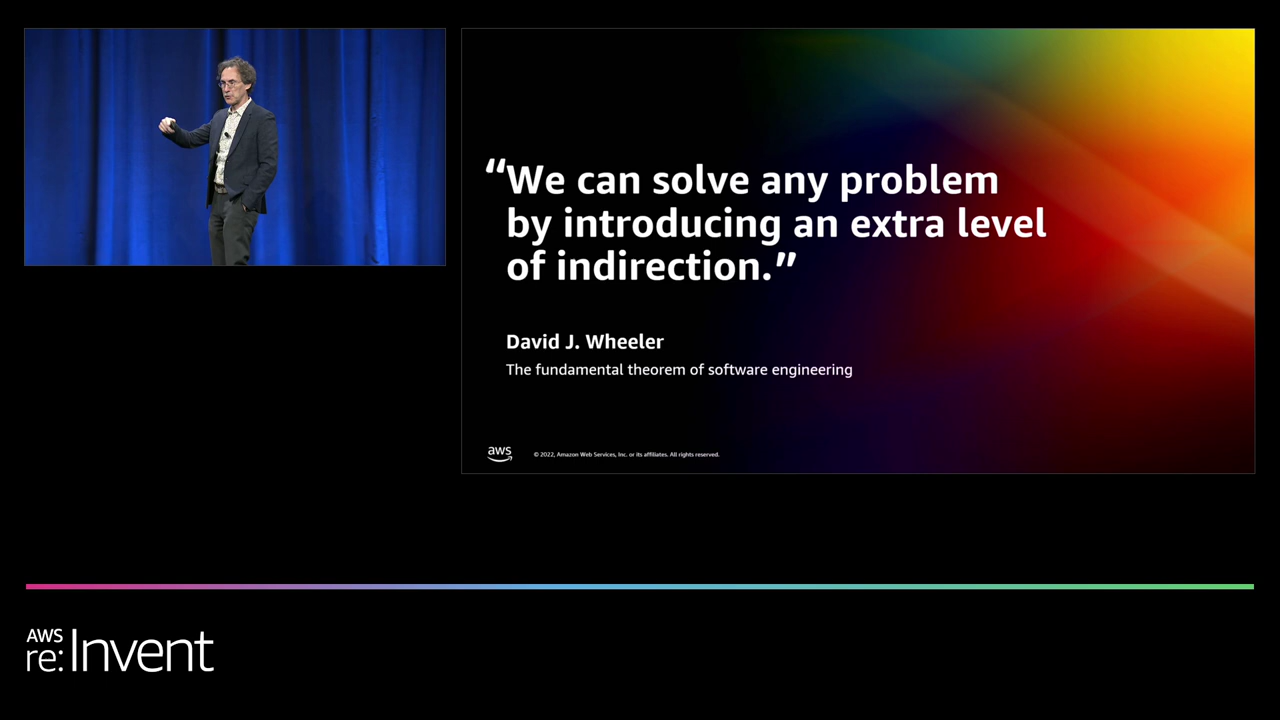 “We can solve any problem
by introducing an extra level
of indirection.”
David J. Wheeler
The fundamental theorem of software engineering
aws
© 2022, Amazon Web Services, Inc. or its affiliates. All rights reserved.
AWS
re:Invent